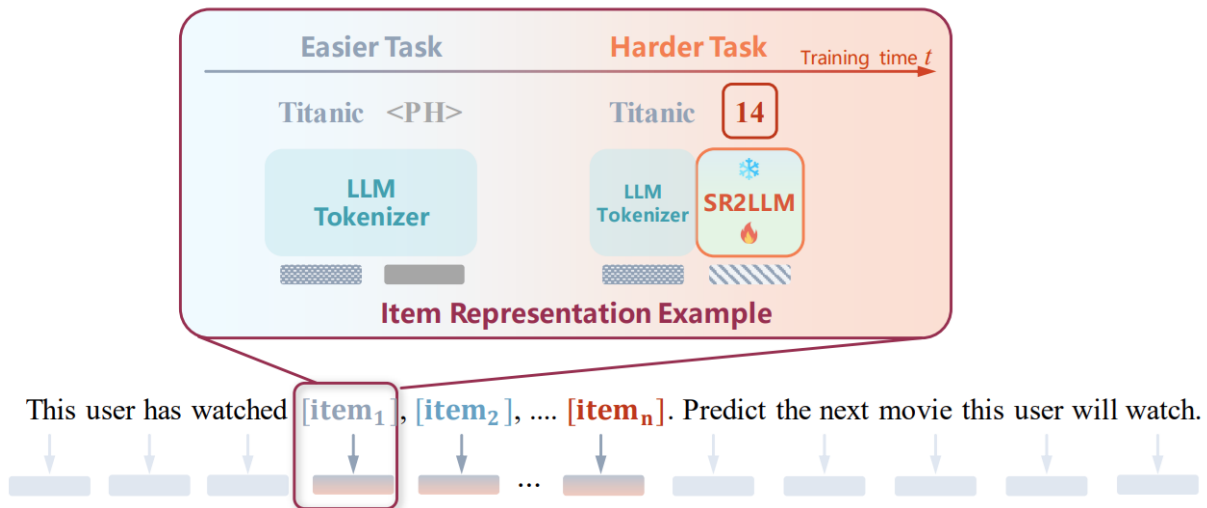 Easier Task Harder Task
Training time t
Titanic <PH> Titanic 14
LLM Tokenizer LLM Tokenizer SR2LLM
Item Representation Example
This user has watched [item₁], [item₂], .... [itemₙ]. Predict the next movie this user will watch.
...